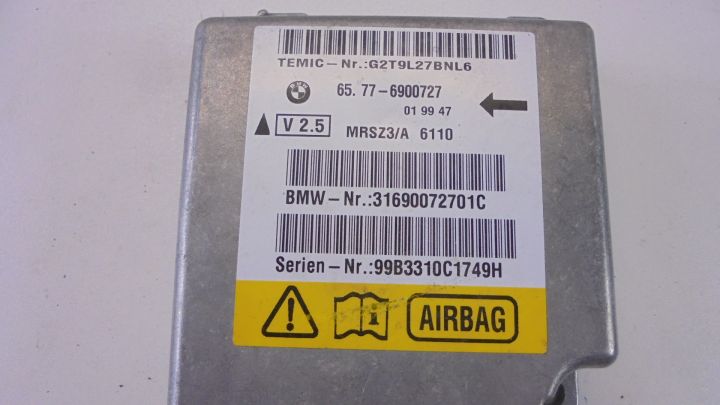 TEMIC-Nr.:G2T9L27BNL6
65. 77-6900727
01 99 47
V 2.5
MRSZ3/A 6110
BMW-Nr.:31690072701C
Serien-Nr.:99B3310C1749H
AIRBAG